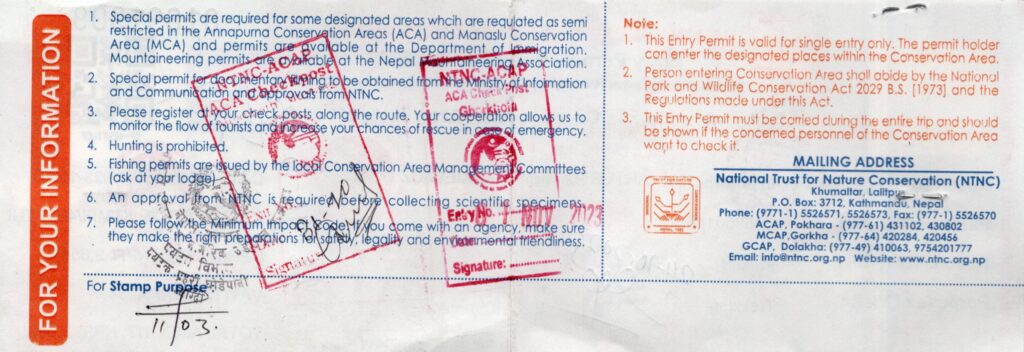 FOR YOUR INFORMATION
1. Special permits are required for some designated areas whcih are regulated as semi
restricted in the Annapurna Conservation Areas (ACA) and Manaslu Conservation
Area (MCA) and permits are available at the Department of Immigration.
Mountaineering permit are available at the Nepal Mountaineering Association.
2. Special permit for documentary filming to be obtained from the Ministry of Information
and Communication and approvals from NTNC.
3. Please register at your check posts along the route. Your cooperation allows us to
monitor the flow of tourists and increase your chances of rescue in case of emergency.
4. Hunting is prohibited.
5. Fishing permits are issued by the local Conservation Area Management Committees
(ask at your lodge)
6. An approval from NTNC is required before collecting scientific specimens.
7. Please follow the Minimum Impact Code. If you come with an agency, make sure
they make the right preparations for safety, legality and environmental friendliness.
For Stamp Purpose :
11/03.
NTNC-ACAP
ACA Checkpost
Signature:
NTNC-ACAP
ACA Check Post
Ghorkhola
Entry No.
1 NOV 2023
Date:
Signature:
Note:
1. This Entry Permit is valid for single entry only. The permit holder
can enter the designated places within the Conservation Area.
2. Person entering Conservation Area shall abide by the National
Park and Wildlife Conservation Act 2029 B.S. [1973] and the
Regulations made under this Act.
3. This Entry Permit must be carried during the entire trip and should
be shown if the concerned personnel of the Conservation Area
want to check it.
MAILING ADDRESS
National Trust for Nature Conservation (NTNC)
Khumaltar, Lalitpur
P.O. Box: 3712, Kathmandu, Nepal
Phone: (9771-1) 5526571, 5526573, Fax: (977-1) 5526570
ACAP, Pokhara - (977-61) 431102, 430802
MCAP,Gorkha - (977-64) 420284, 420456
GCAP, Dolakha: (977-49) 410063, 9754201777
Email: info@ntnc.org.np Website: www.ntnc.org.np